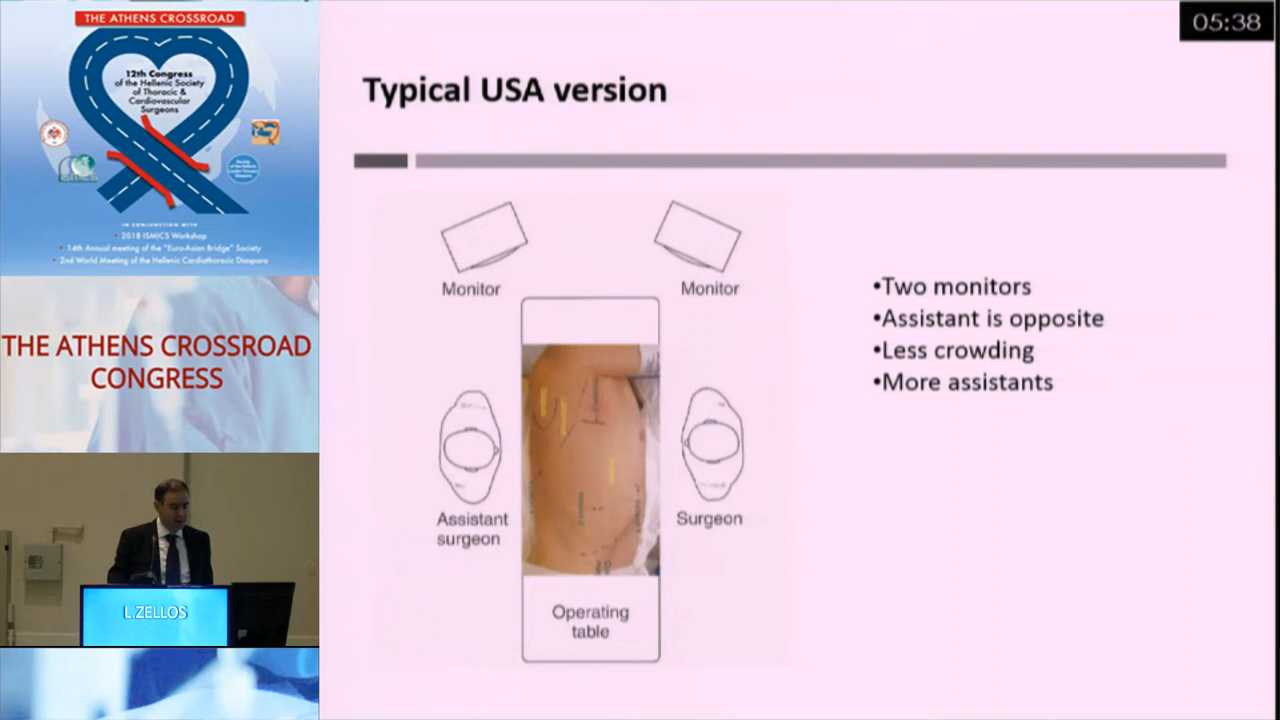 THE ATHENS CROSSROAD
12th Congress
of the Hellenic Society
of Thoracic &
Cardiovascular
Surgeons
IN CONJUNCTION WITH
• 2018 ISMICS Workshop
• 14th Annual meeting of the "Euro-Asian Bridge" Society
• 2nd World Meeting of the Hellenic Cardiothoracic Diaspora
THE ATHENS CROSSROAD
CONGRESS
L.ZELLOS
05:38
Typical USA version
Monitor
Monitor
Assistant
surgeon
Surgeon
Operating
table
•Two monitors
•Assistant is opposite
•Less crowding
•More assistants